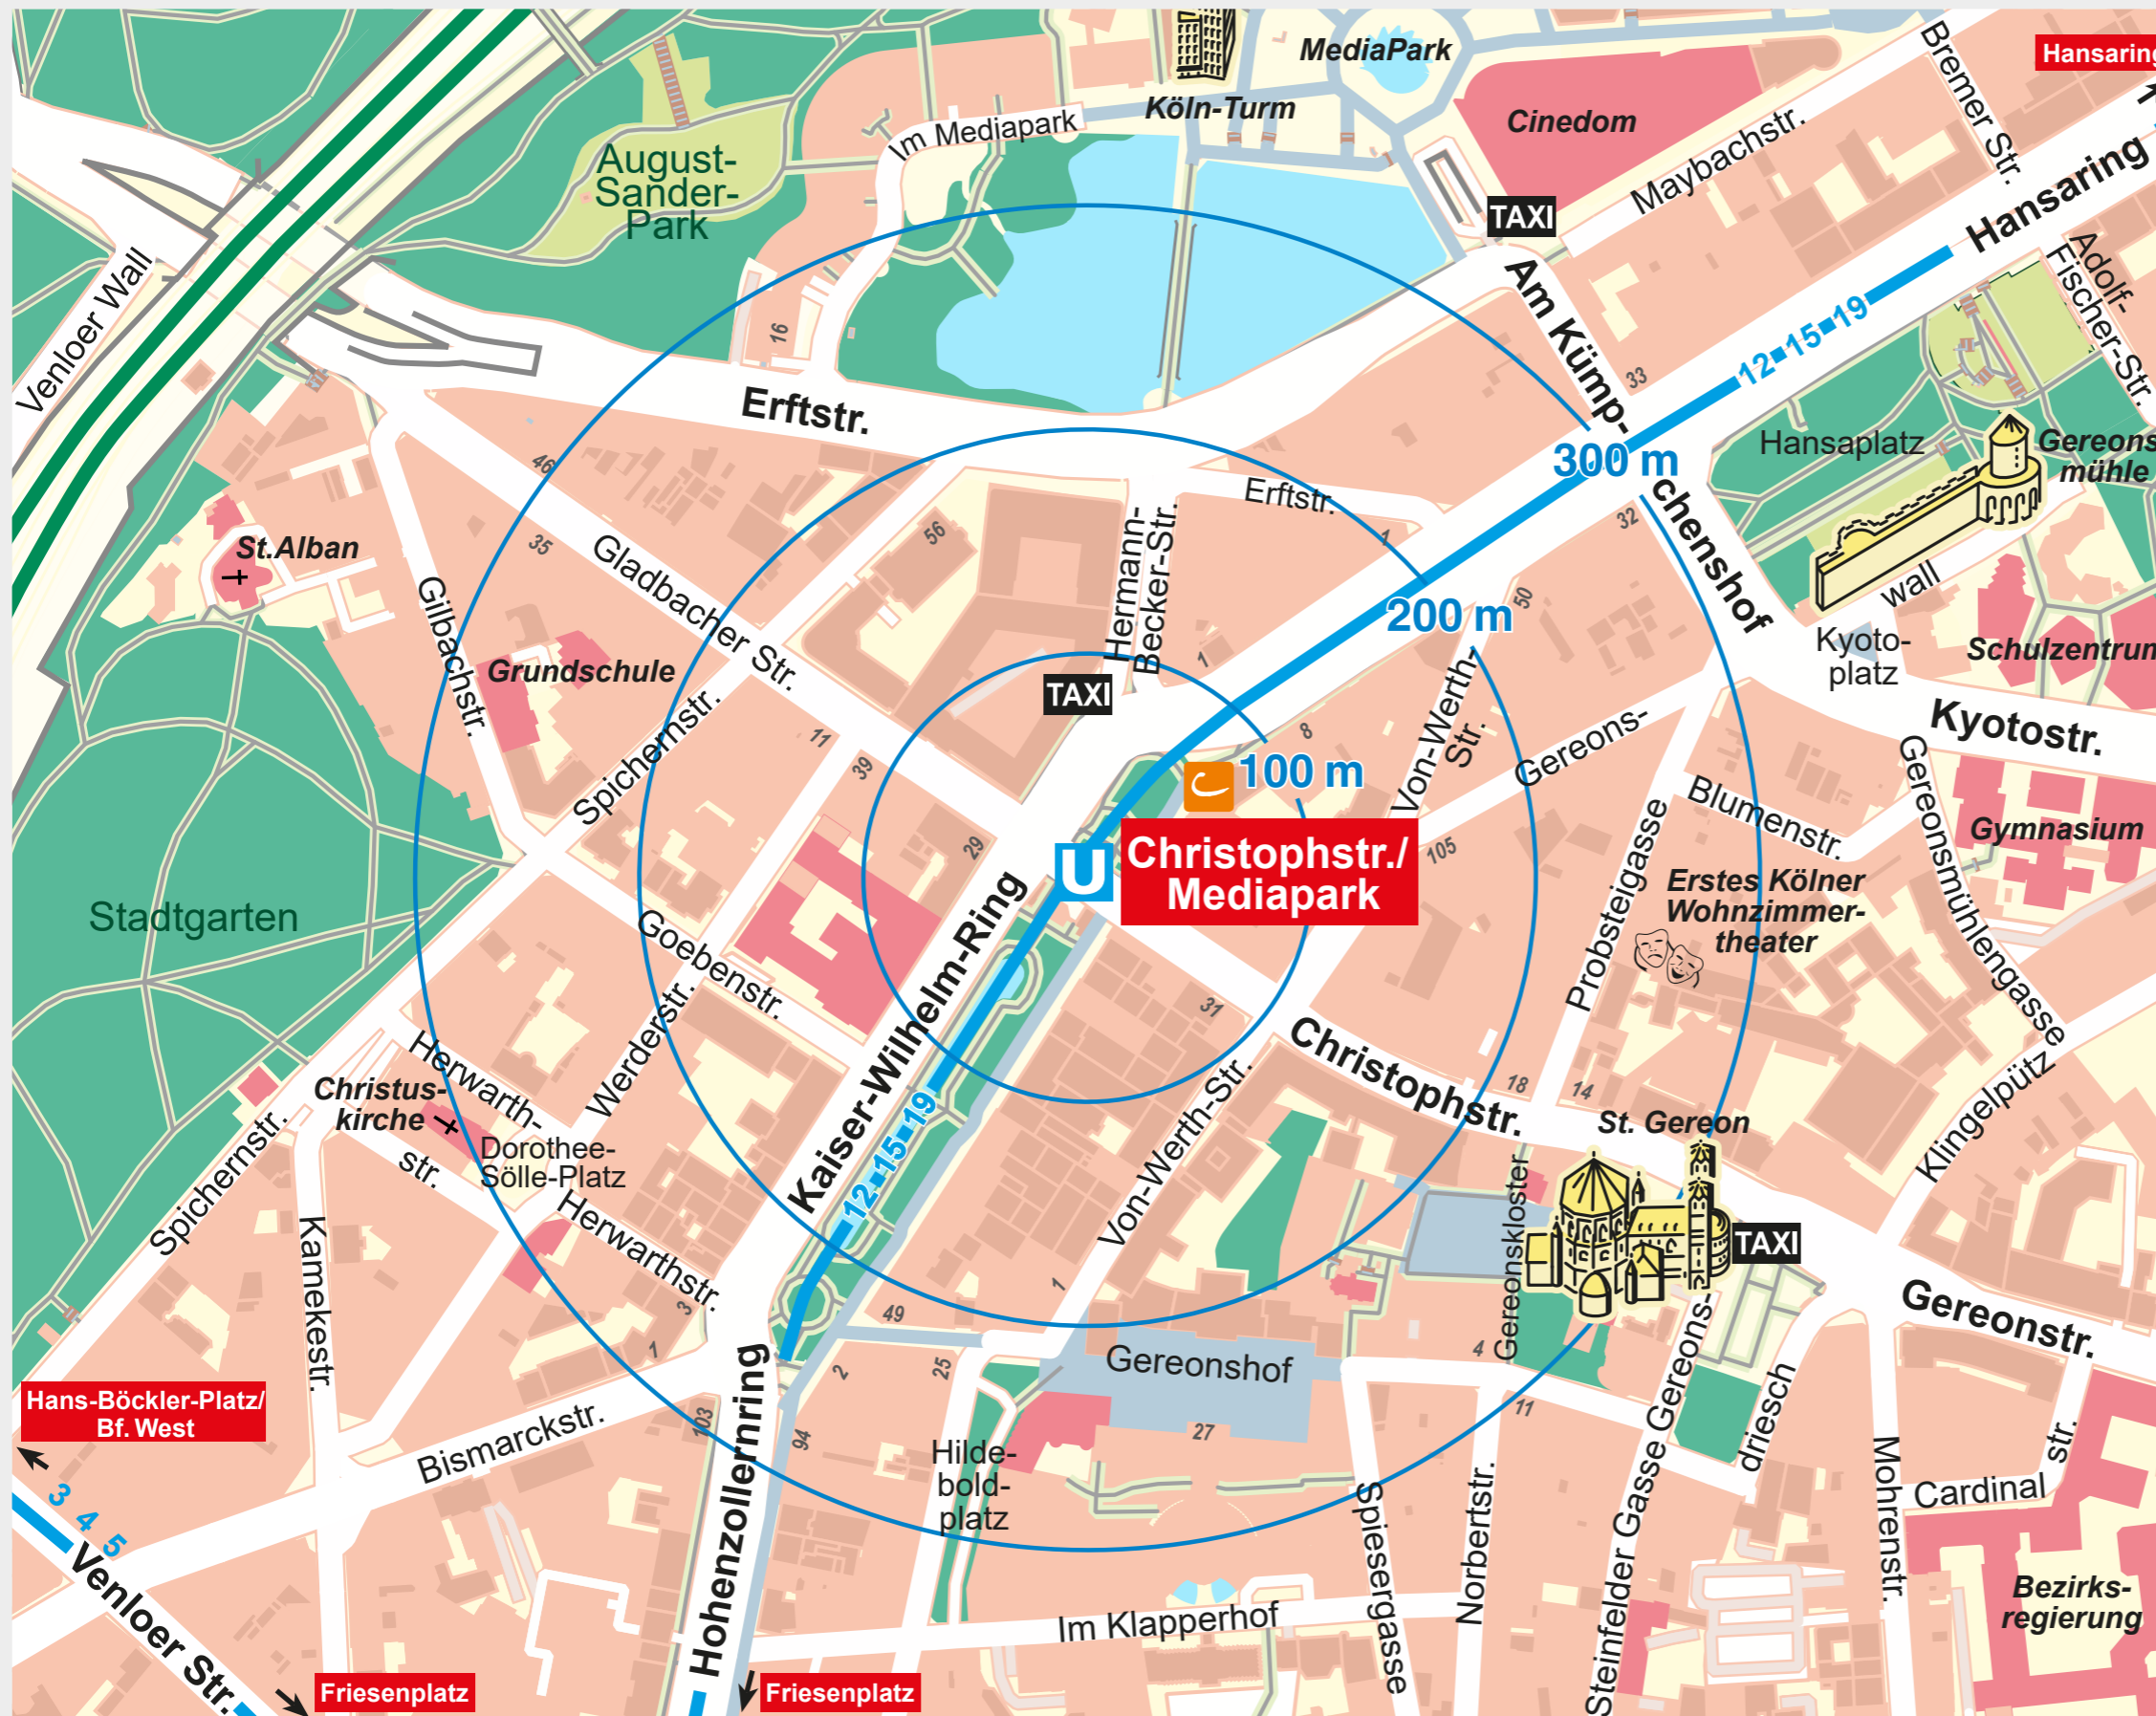 MediaPark
Köln-Turm
Cinedom
Bremer Str.
Hansaring
Im Mediapark
Maybachstr.
August-
Sander-
Park
TAXI
Hansaring
Venloer Wall
Adolf-
Fischer-Str.
16
Am Kümp-
chenshof
12 15 19
33
Erftstr.
Hansaplatz
Gereons
mühle
46
300 m
Erftstr.
1
32
56
35
St.Alban
Gladbacher Str.
Hermann-
Becker-Str.
200 m
50
wall
Kyoto-
platz
Schulzentrum
Gilbachstr.
Grundschule
1
TAXI
Spichernstr.
11
39
8
100 m
Von-Werth-
Str.
Gereons-
Kyotostr.
Blumenstr.
Gereonsmühlengasse
Gymnasium
29
U
Christophstr./
Mediapark
105
Probsteigasse
Erstes Kölner
Wohnzimmer-
theater
Stadtgarten
Goebenstr.
Kaiser-Wilhelm-Ring
31
Werderstr.
Christophstr.
18
14
Klingelpütz
Herwarth-
str.
Christus-
kirche
Dorothee-
Sölle-Platz
12 15 19
Von-Werth-Str.
St. Gereon
Spichernstr.
Kamekestr.
Herwarthstr.
3
1
Gereonskloster
TAXI
49
1
Gereonstr.
2
25
Gereonshof
4
11
Gereons-
driesch
Hans-Böckler-Platz/
Bf. West
Bismarckstr.
103
94
27
Hilde-
bold-
platz
3 4 5
Venloer Str.
Hohenzollernring
Spiesergasse
Norbertstr.
Steinfelder Gasse
Gereons-
Mohrenstr.
Cardinal
str.
Bezirks-
regierung
Im Klapperhof
Friesenplatz
Friesenplatz